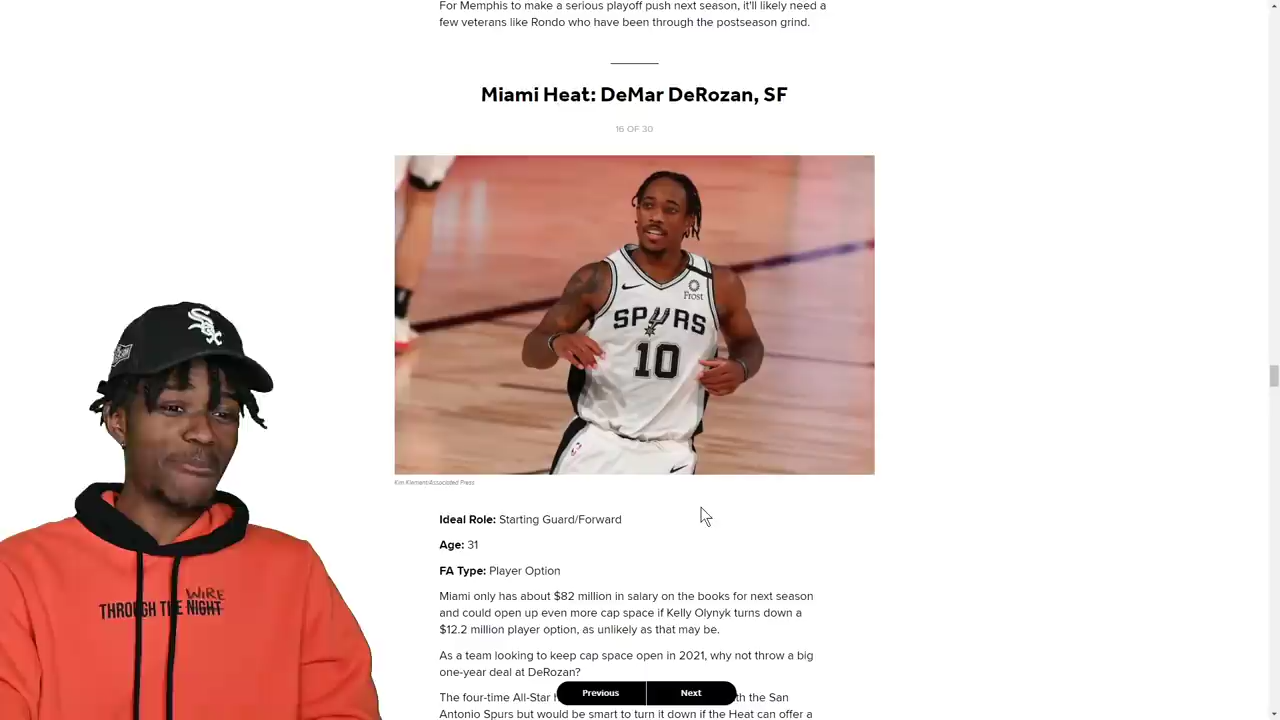 For Memphis to make a serious playoff push next season, it'll likely need a
few veterans like Rondo who have been through the postseason grind.
Miami Heat: DeMar DeRozan, SF
16 OF 30
Frost
SPURS
10
Kim Klement/Associated Press
Ideal Role: Starting Guard/Forward
Age: 31
FA Type: Player Option
Miami only has about $82 million in salary on the books for next season
and could open up even more cap space if Kelly Olynyk turns down a
$12.2 million player option, as unlikely as that may be.
As a team looking to keep cap space open in 2021, why not throw a big
one-year deal at DeRozan?
The four-time All-Star th the San
Previous Next
Antonio Spurs but would be smart to turn it down if the Heat can offer a
Sox
WIRE
THROUGH THE NIGHT